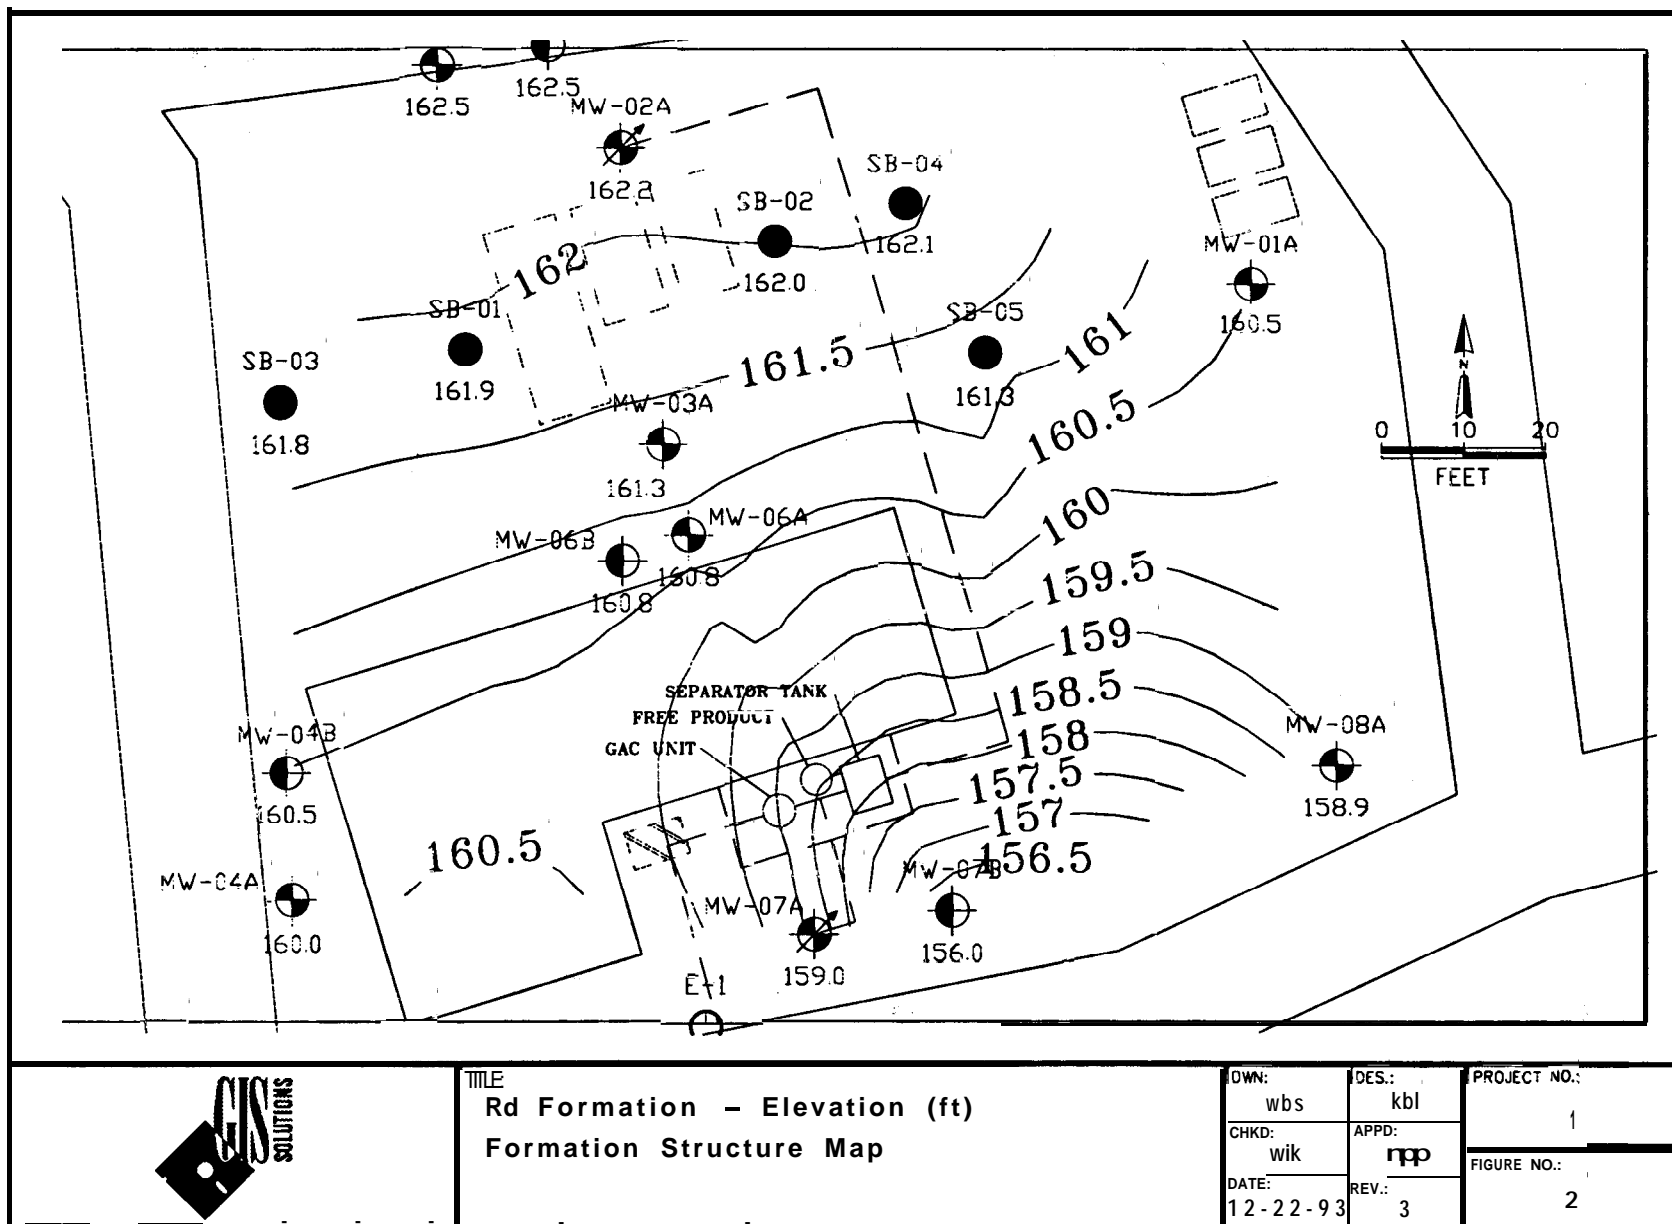 162.5
162.5
MW-02A
162.2
SB-04
162.1
SB-02
162.0
MW-01A
160.5
162
SB-01
161.9
SB-03
161.8
SB-05
161.3
161.5
161
MW-03A
161.3
160.5
N
0 10 20
FEET
MW-06A
160.8
MW-06B
160.8
160
159.5
159
158.5
158
157.5
157
156.5
SEPARATOR TANK
FREE PRODUCT
GAC UNIT
MW-04B
160.5
MW-08A
158.9
160.5
MW-04A
160.0
MW-07A
159.0
MW-07B
156.0
E-1
GIS
SOLUTIONS
TITLE
Rd Formation – Elevation (ft)
Formation Structure Map
DWN:
wbs
DES.:
kbl
PROJECT NO.:
1
CHKD:
wik
APPD:
npp
DATE:
12-22-93
REV.:
3
FIGURE NO.:
2